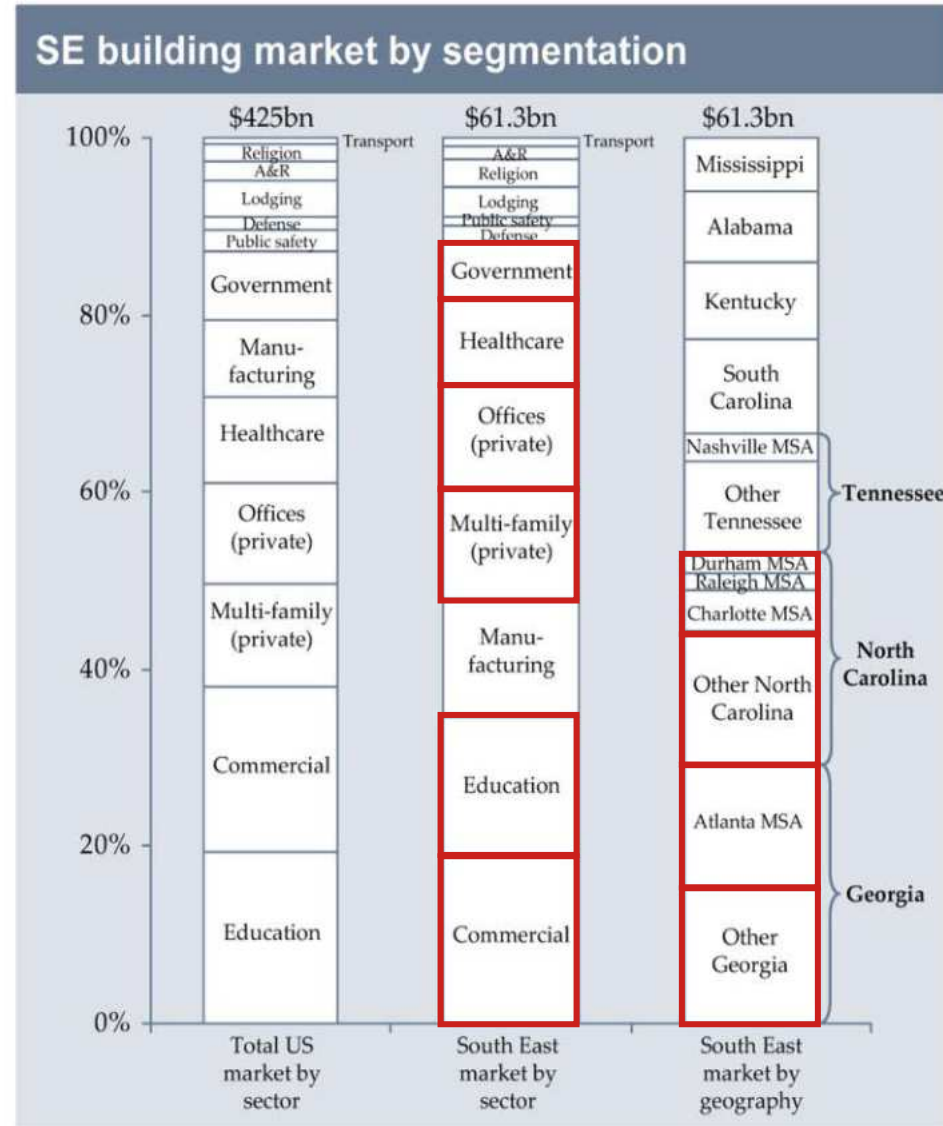 SE building market by segmentation
$425bn
$61.3bn
$61.3bn
100%
80%
60%
40%
20%
0%
Transport
Religion
A&R
Lodging
Defense
Public safety
Government
Manu-
facturing
Healthcare
Offices
(private)
Multi-family
(private)
Commercial
Education
Transport
A&R
Religion
Lodging
Public safety
Defense
Government
Healthcare
Offices
(private)
Multi-family
(private)
Manu-
facturing
Education
Commercial
Mississippi
Alabama
Kentucky
South
Carolina
Nashville MSA
Other
Tennessee
Durham MSA
Raleigh MSA
Charlotte MSA
Other North
Carolina
Atlanta MSA
Other
Georgia
Tennessee
North
Carolina
Georgia
Total US
market by
sector
South East
market by
sector
South East
market by
geography